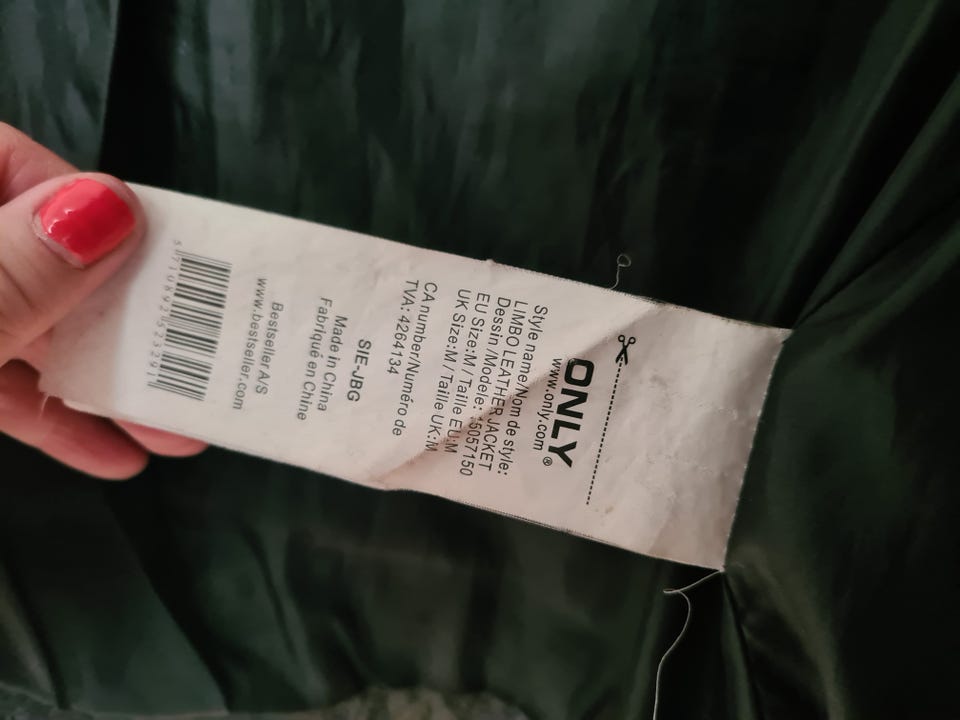 ONLY ®
www.only.com
Style name/Nom de style:
LIMBO LEATHER JACKET
Dessin /Modele: 15057150
EU Size:M / Taille EU:M
UK Size:M / Taille UK:M
CA number/Numéro de
TVA: 4264134
SIE-JBG
Made in China
Fabriqué en Chine
Bestseller A/S
www.bestseller.com